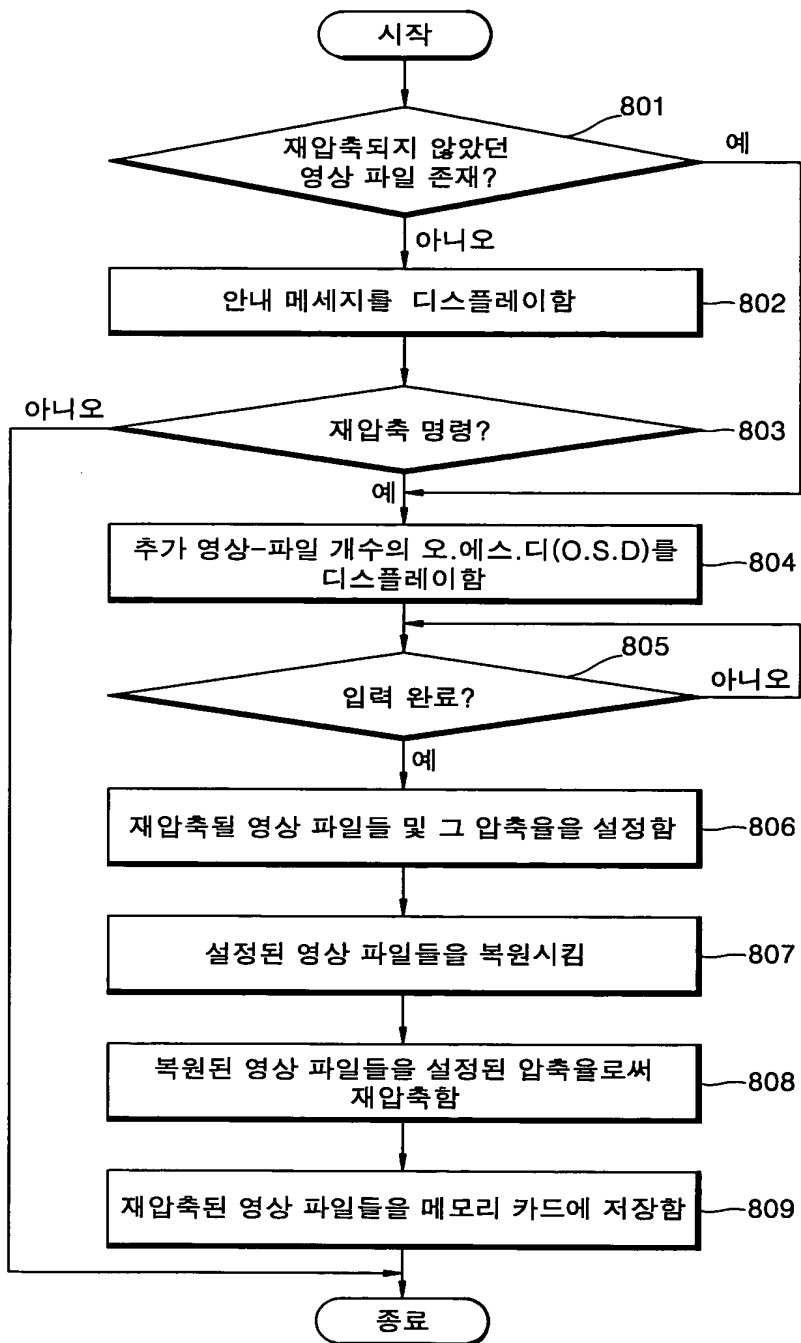 시작
801
재압축되지 않았던
영상 파일 존재?
예
아니오
안내 메세지를 디스플레이함
802
아니오
재압축 명령?
803
예
추가 영상-파일 개수의 오.에스.디(O.S.D)를
디스플레이함
804
805
입력 완료?
아니오
예
재압축될 영상 파일들 및 그 압축율을 설정함
806
설정된 영상 파일들을 복원시킴
807
복원된 영상 파일들을 설정된 압축율로써
재압축함
808
재압축된 영상 파일들을 메모리 카드에 저장함
809
종료